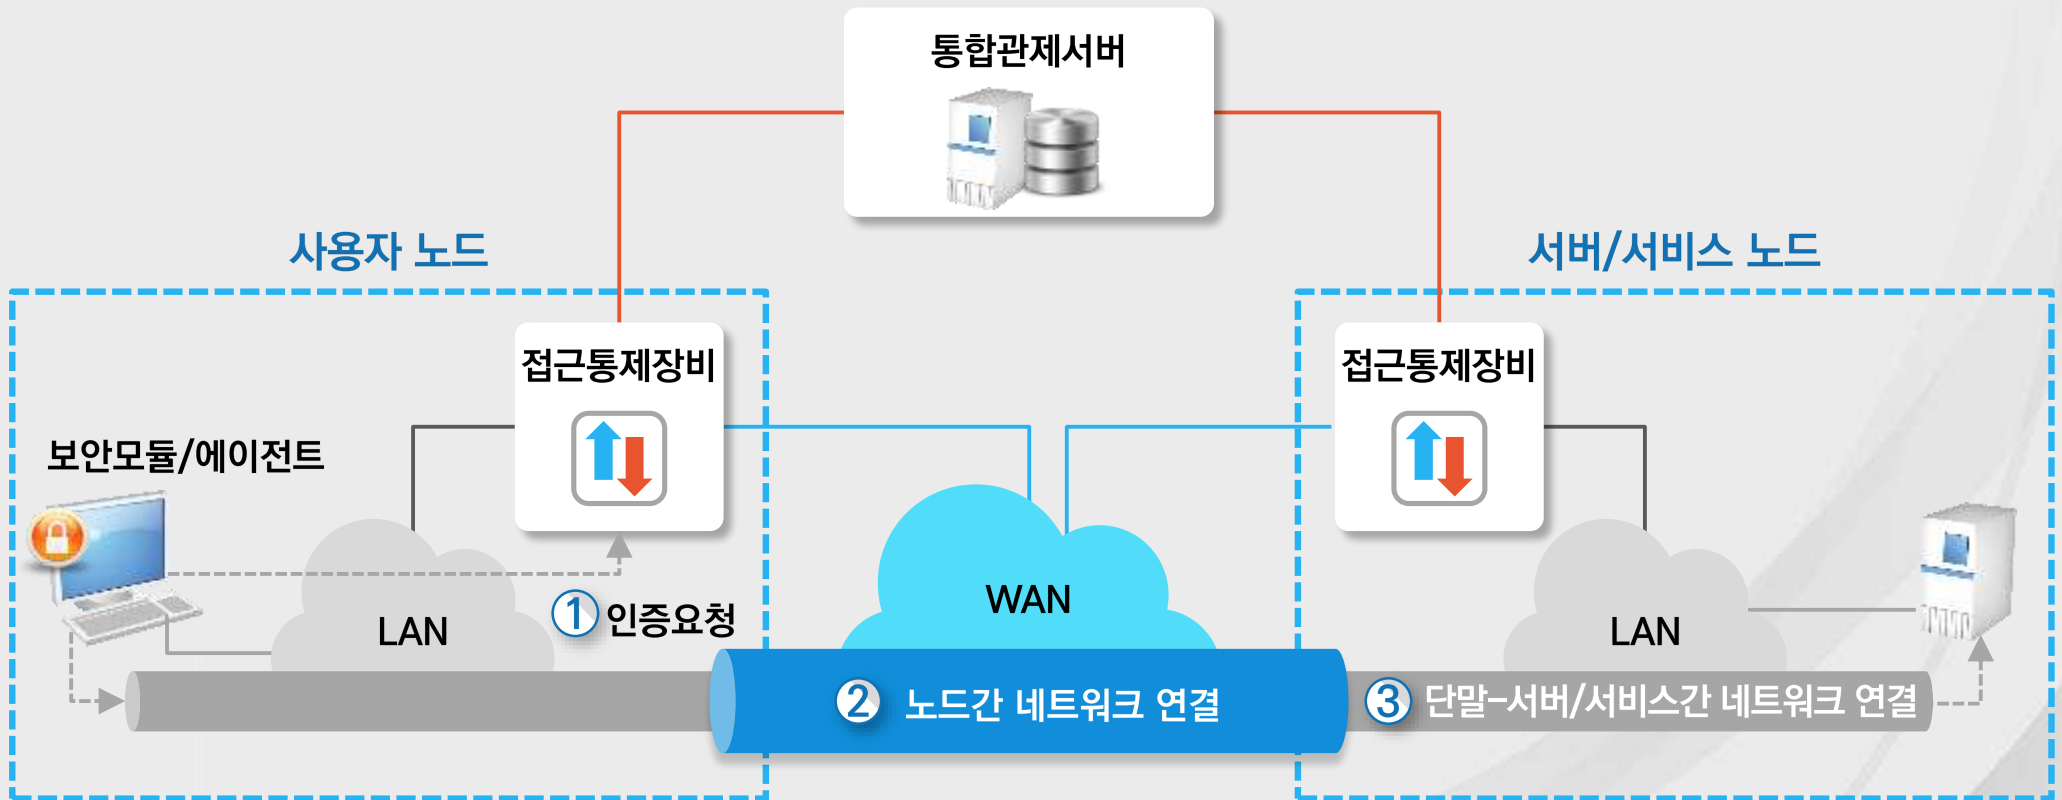 통합관제서버
사용자 노드
서버/서비스 노드
접근통제장비
접근통제장비
보안모듈/에이전트
LAN
① 인증요청
WAN
LAN
② 노드간 네트워크 연결
③ 단말-서버/서비스간 네트워크 연결